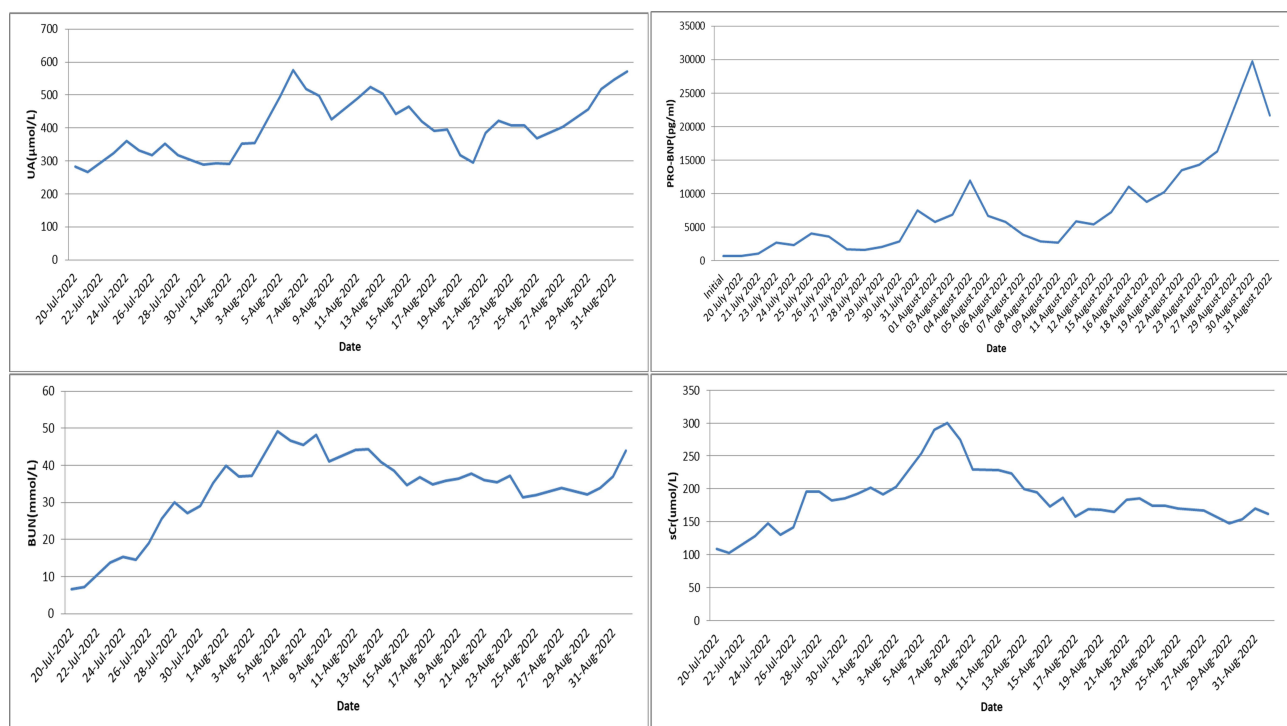 700
600
500
400
300
200
100
0
UA(µmol/L)
20-Jul-2022
22-Jul-2022
24-Jul-2022
26-Jul-2022
28-Jul-2022
30-Jul-2022
1-Aug-2022
3-Aug-2022
5-Aug-2022
7-Aug-2022
9-Aug-2022
11-Aug-2022
13-Aug-2022
15-Aug-2022
17-Aug-2022
19-Aug-2022
21-Aug-2022
23-Aug-2022
25-Aug-2022
27-Aug-2022
29-Aug-2022
31-Aug-2022
Date
35000
30000
25000
20000
15000
10000
5000
0
PRO-BNP(pg/ml)
Initial
20 July 2022
21 July 2022
23 July 2022
24 July 2022
25 July 2022
26 July 2022
27 July 2022
28 July 2022
29 July 2022
30 July 2022
31 July 2022
01 August 2022
03 August 2022
04 August 2022
05 August 2022
06 August 2022
07 August 2022
08 August 2022
09 August 2022
11 August 2022
12 August 2022
15 August 2022
16 August 2022
18 August 2022
19 August 2022
22 August 2022
23 August 2022
27 August 2022
29 August 2022
30 August 2022
31 August 2022
Date
60
50
40
30
20
10
0
BUN(mmol/L)
20-Jul-2022
22-Jul-2022
24-Jul-2022
26-Jul-2022
28-Jul-2022
30-Jul-2022
1-Aug-2022
3-Aug-2022
5-Aug-2022
7-Aug-2022
9-Aug-2022
11-Aug-2022
13-Aug-2022
15-Aug-2022
17-Aug-2022
19-Aug-2022
21-Aug-2022
23-Aug-2022
25-Aug-2022
27-Aug-2022
29-Aug-2022
31-Aug-2022
Date
350
300
250
200
150
100
50
0
sCr(umol/L)
20-Jul-2022
22-Jul-2022
24-Jul-2022
26-Jul-2022
28-Jul-2022
30-Jul-2022
1-Aug-2022
3-Aug-2022
5-Aug-2022
7-Aug-2022
9-Aug-2022
11-Aug-2022
13-Aug-2022
15-Aug-2022
17-Aug-2022
19-Aug-2022
21-Aug-2022
23-Aug-2022
25-Aug-2022
27-Aug-2022
29-Aug-2022
31-Aug-2022
Date